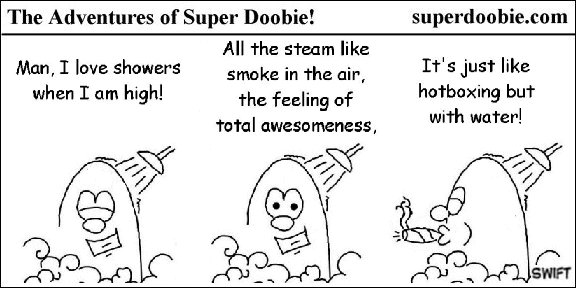 The Adventures of Super Doobie!
superdoobie.com
Man, I love showers
when I am high!
All the steam like
smoke in the air,
the feeling of
total awesomeness,
It's just like
hotboxing but
with water!
SWIFT